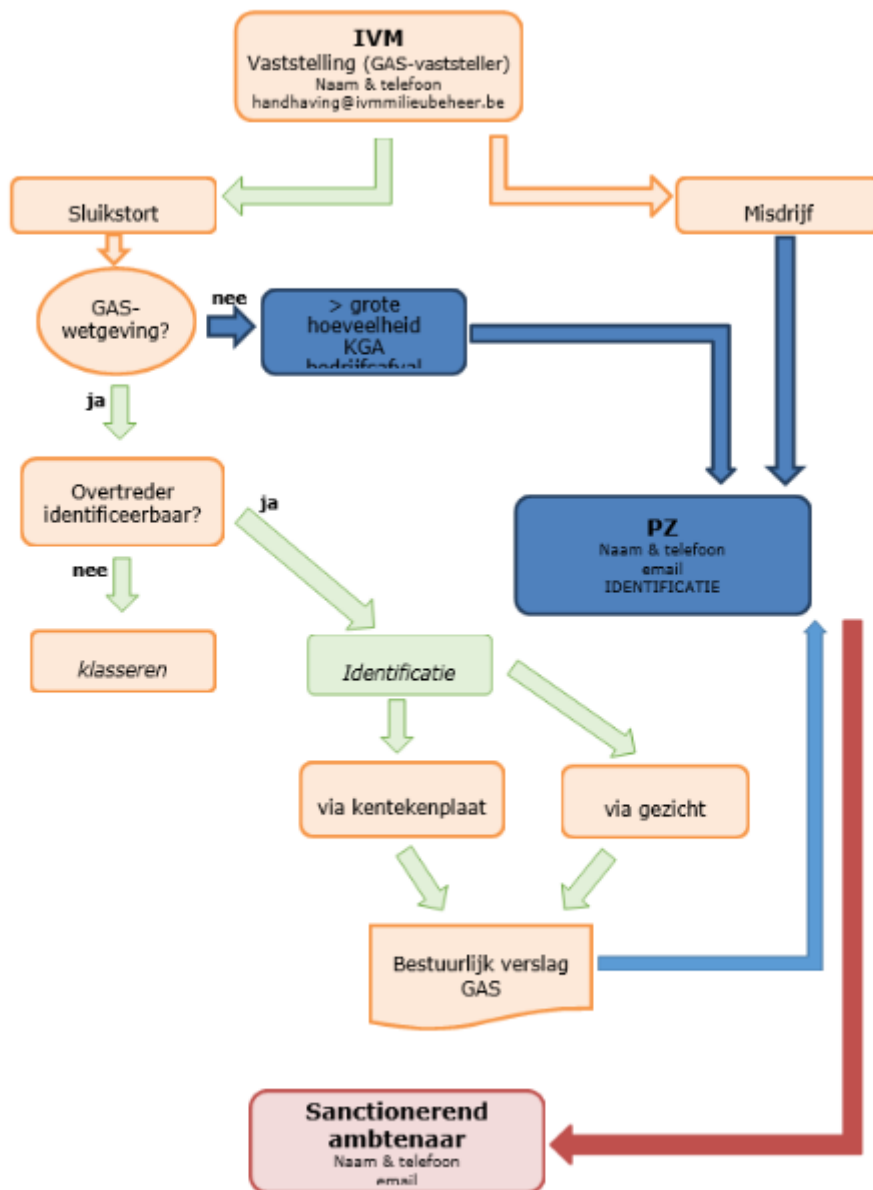 IVM
Vaststelling (GAS-vaststeller)
Naam & telefoon
handhaving@ivmmilieubeheer.be
Sluikstort
Misdrijf
GAS-
wetgeving?
nee
> grote
hoeveelheid
KGA
bedrijfsafval
ja
Overtreder
identificeerbaar?
ja
PZ
Naam & telefoon
email
IDENTIFICATIE
nee
klasseren
Identificatie
via kentekenplaat
via gezicht
Bestuurlijk verslag
GAS
Sanctionerend
ambtenaar
Naam & telefoon
email